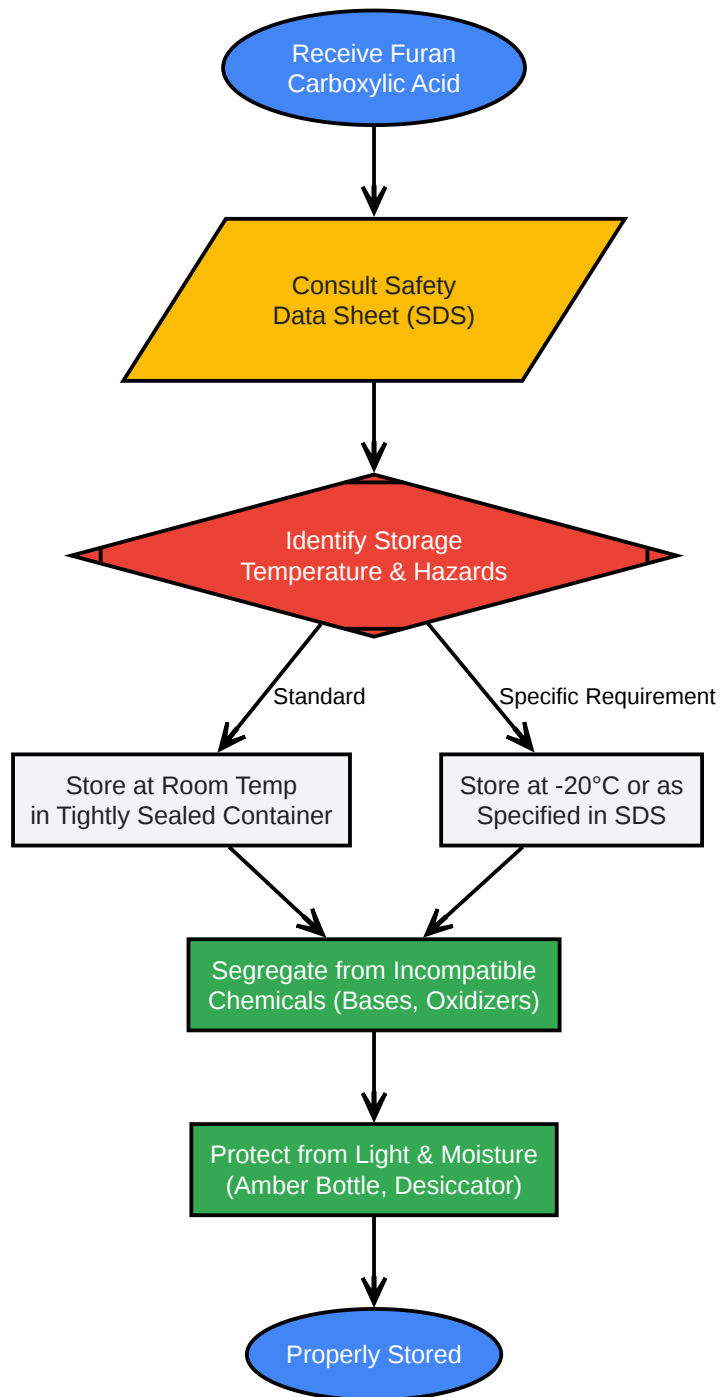 Receive Furan
Carboxylic Acid
Consult Safety
Data Sheet (SDS)
Identify Storage
Temperature & Hazards
Standard
Specific Requirement
Store at Room Temp
in Tightly Sealed Container
Store at -20°C or as
Specified in SDS
Segregate from Incompatible
Chemicals (Bases, Oxidizers)
Protect from Light & Moisture
(Amber Bottle, Desiccator)
Properly Stored